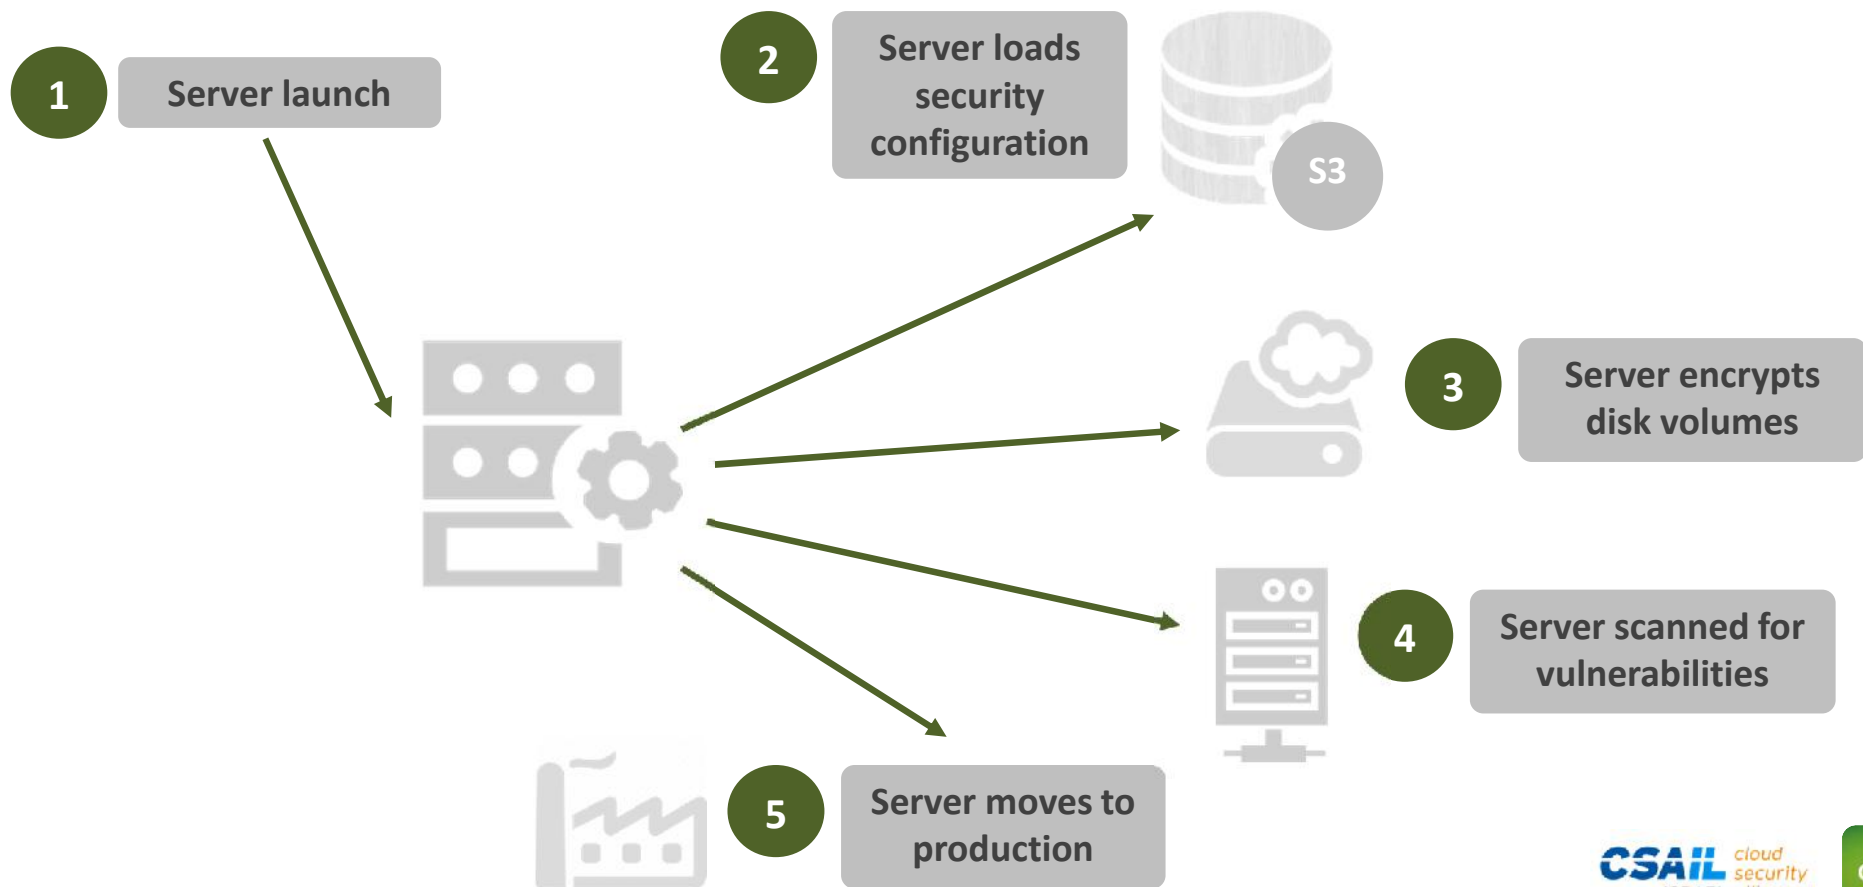 1
Server launch
2
Server loads
security
configuration
S3
3
Server encrypts
disk volumes
4
Server scanned for
vulnerabilities
5
Server moves to
production
CSAIL cloud
security